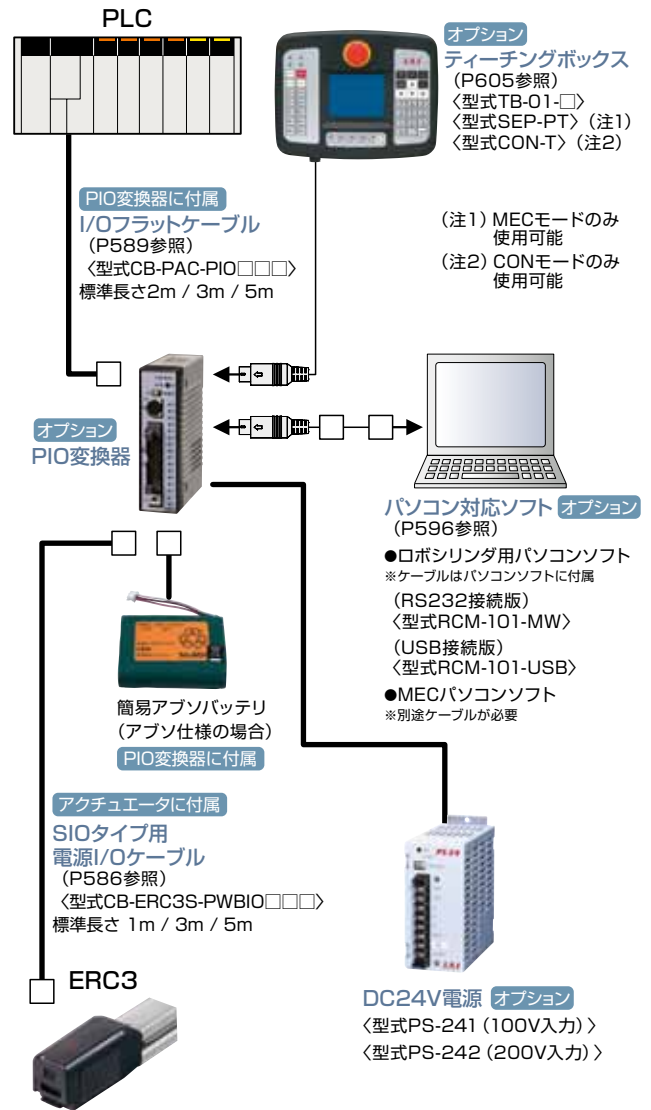 PLC
オプション
ティーチングボックス
(P605参照)
〈型式TB-01-□〉
〈型式SEP-PT〉(注1)
〈型式CON-T〉(注2)
PIO変換器に付属
I/Oフラットケーブル
(P589参照)
〈型式CB-PAC-PIO□□□〉
標準長さ2m / 3m / 5m
(注1) MECモードのみ
使用可能
(注2) CONモードのみ
使用可能
オプション
PIO変換器
パソコン対応ソフト オプション
(P596参照)
●ロボシリンダ用パソコンソフト
※ケーブルはパソコンソフトに付属
(RS232接続版)
〈型式RCM-101-MW〉
(USB接続版)
〈型式RCM-101-USB〉
●MECパソコンソフト
※別途ケーブルが必要
簡易アブソバッテリ
(アブソ仕様の場合)
PIO変換器に付属
アクチュエータに付属
SIOタイプ用
電源I/Oケーブル
(P586参照)
〈型式CB-ERC3S-PWBIO□□□〉
標準長さ 1m / 3m / 5m
ERC3
PS24
DC24V電源 オプション
〈型式PS-241(100V入力)〉
〈型式PS-242(200V入力)〉